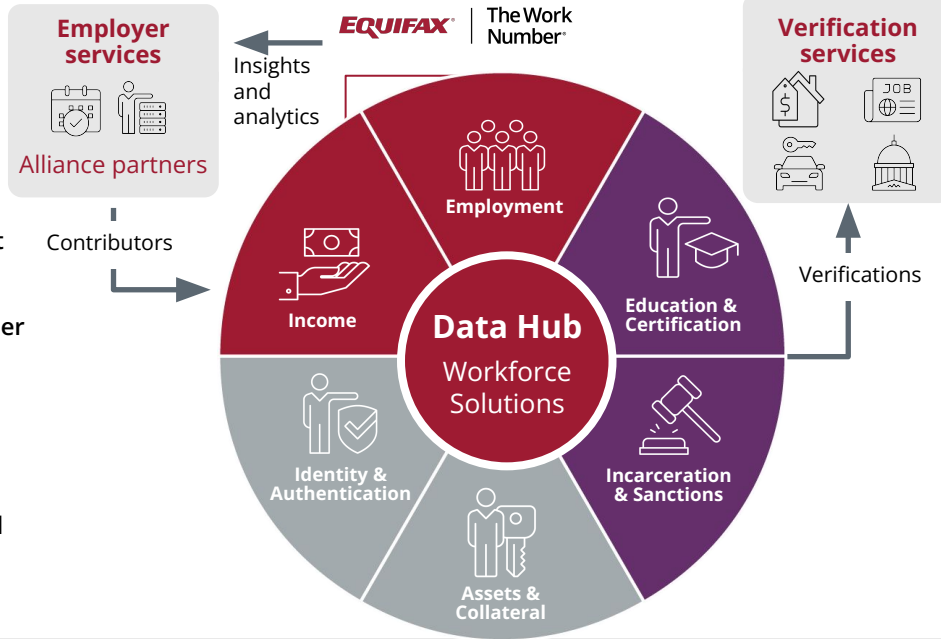 Employer
services
Alliance partners
EQUIFAX®
The Work
Number®
Insights
and
analytics
Verification
services
JOB
$
Contributors
t
er
Verifications
Employment
Income
Education &
Certification
Data Hub
Workforce
Solutions
Identity &
Authentication
Incarceration
& Sanctions
Assets &
Collateral